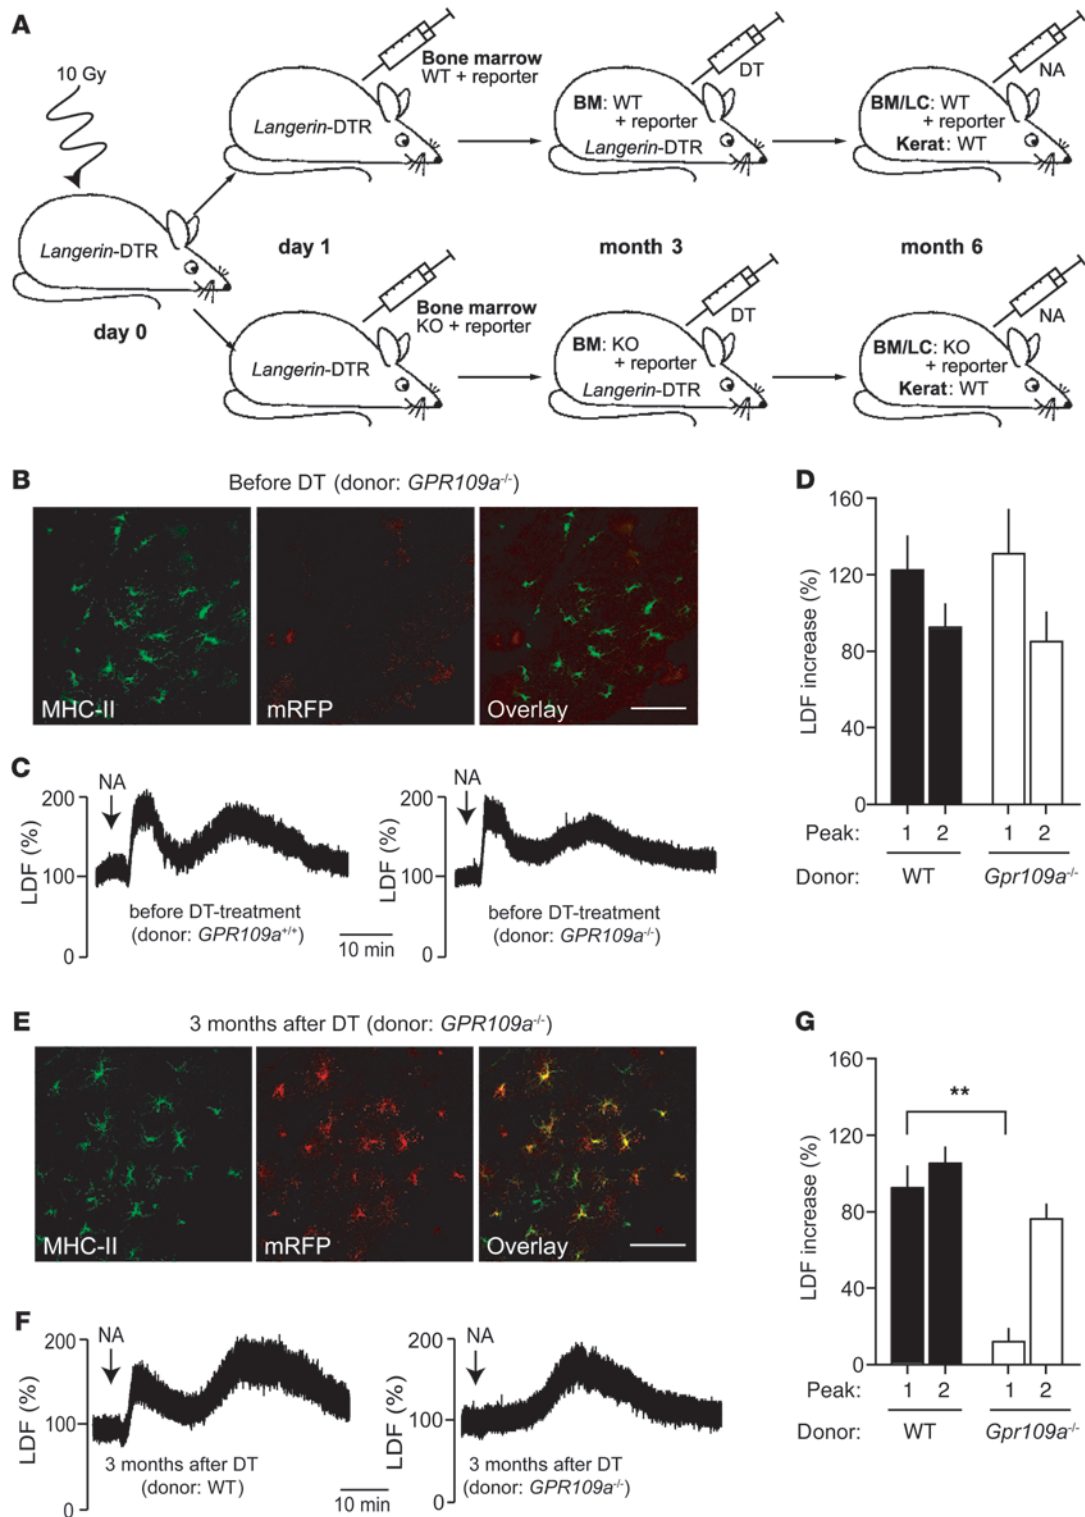 A
10 Gy
Langerin-DTR
day 0
Langerin-DTR
Bone marrow
WT + reporter
day 1
BM: WT
+ reporter
Langerin-DTR
DT
month 3
BM/LC: WT
+ reporter
Kerat: WT
NA
month 6
Langerin-DTR
Bone marrow
KO + reporter
BM: KO
+ reporter
Langerin-DTR
DT
BM/LC: KO
+ reporter
Kerat: WT
NA
B
Before DT (donor: GPR109a-/-)
MHC-II
mRFP
Overlay
C
LDF (%)
200
100
0
NA
before DT-treatment
(donor: GPR109a+/+)
10 min
LDF (%)
200
100
0
NA
before DT-treatment
(donor: GPR109a-/-)
D
LDF increase (%)
160
120
80
40
0
Peak: 1 2 1 2
Donor: WT Gpr109a-/-
E
3 months after DT (donor: GPR109a-/-)
MHC-II
mRFP
Overlay
F
LDF (%)
200
100
0
NA
3 months after DT
(donor: WT)
10 min
LDF (%)
200
100
0
NA
3 months after DT
(donor: GPR109a-/-)
G
LDF increase (%)
160
120
80
40
0
**
Peak: 1 2 1 2
Donor: WT Gpr109a-/-